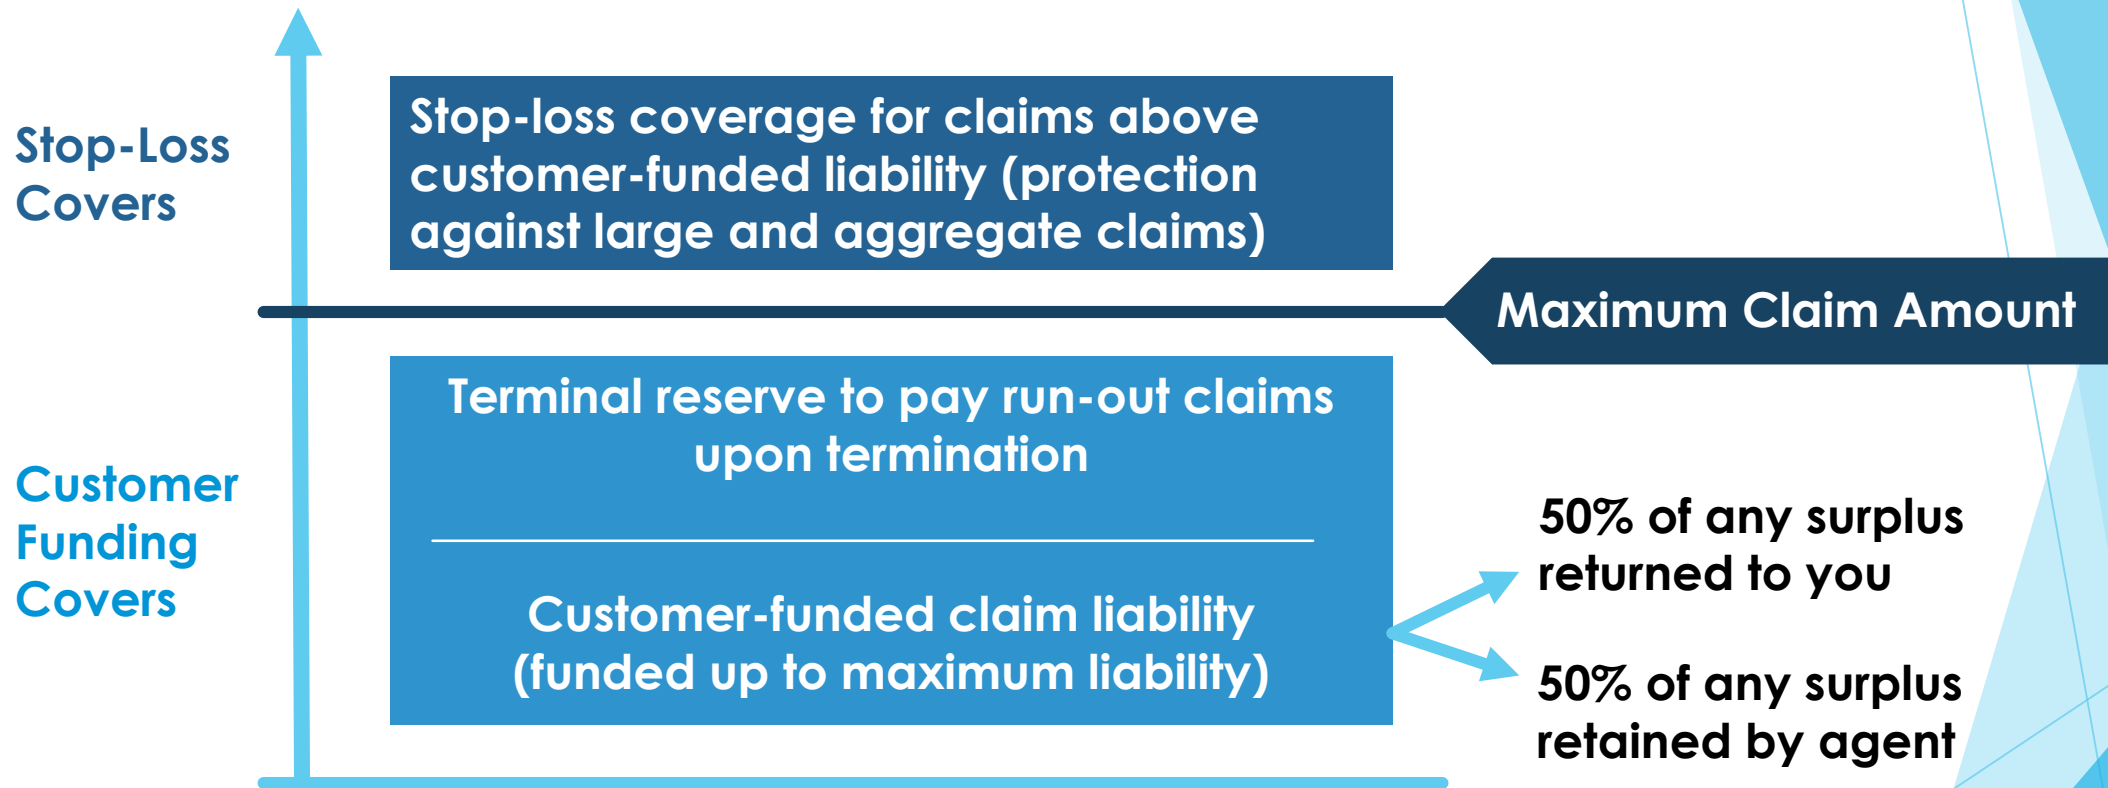 Stop-Loss
Covers
Stop-loss coverage for claims above
customer-funded liability (protection
against large and aggregate claims)
Maximum Claim Amount
Customer
Funding
Covers
Terminal reserve to pay run-out claims
upon termination
Customer-funded claim liability
(funded up to maximum liability)
50% of any surplus
returned to you
50% of any surplus
retained by agent